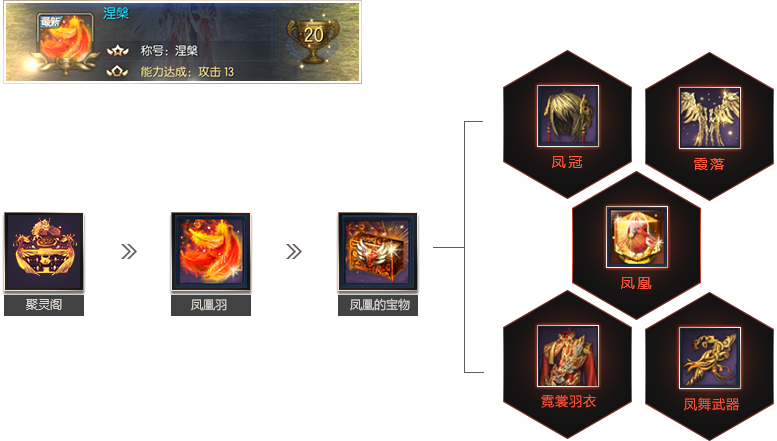 涅槃
最新
20
称号：涅槃
能力达成：攻击 13
凤冠
霞落
聚灵阁
凤凰羽
凤凰的宝物
凤凰
霓裳羽衣
凤舞武器